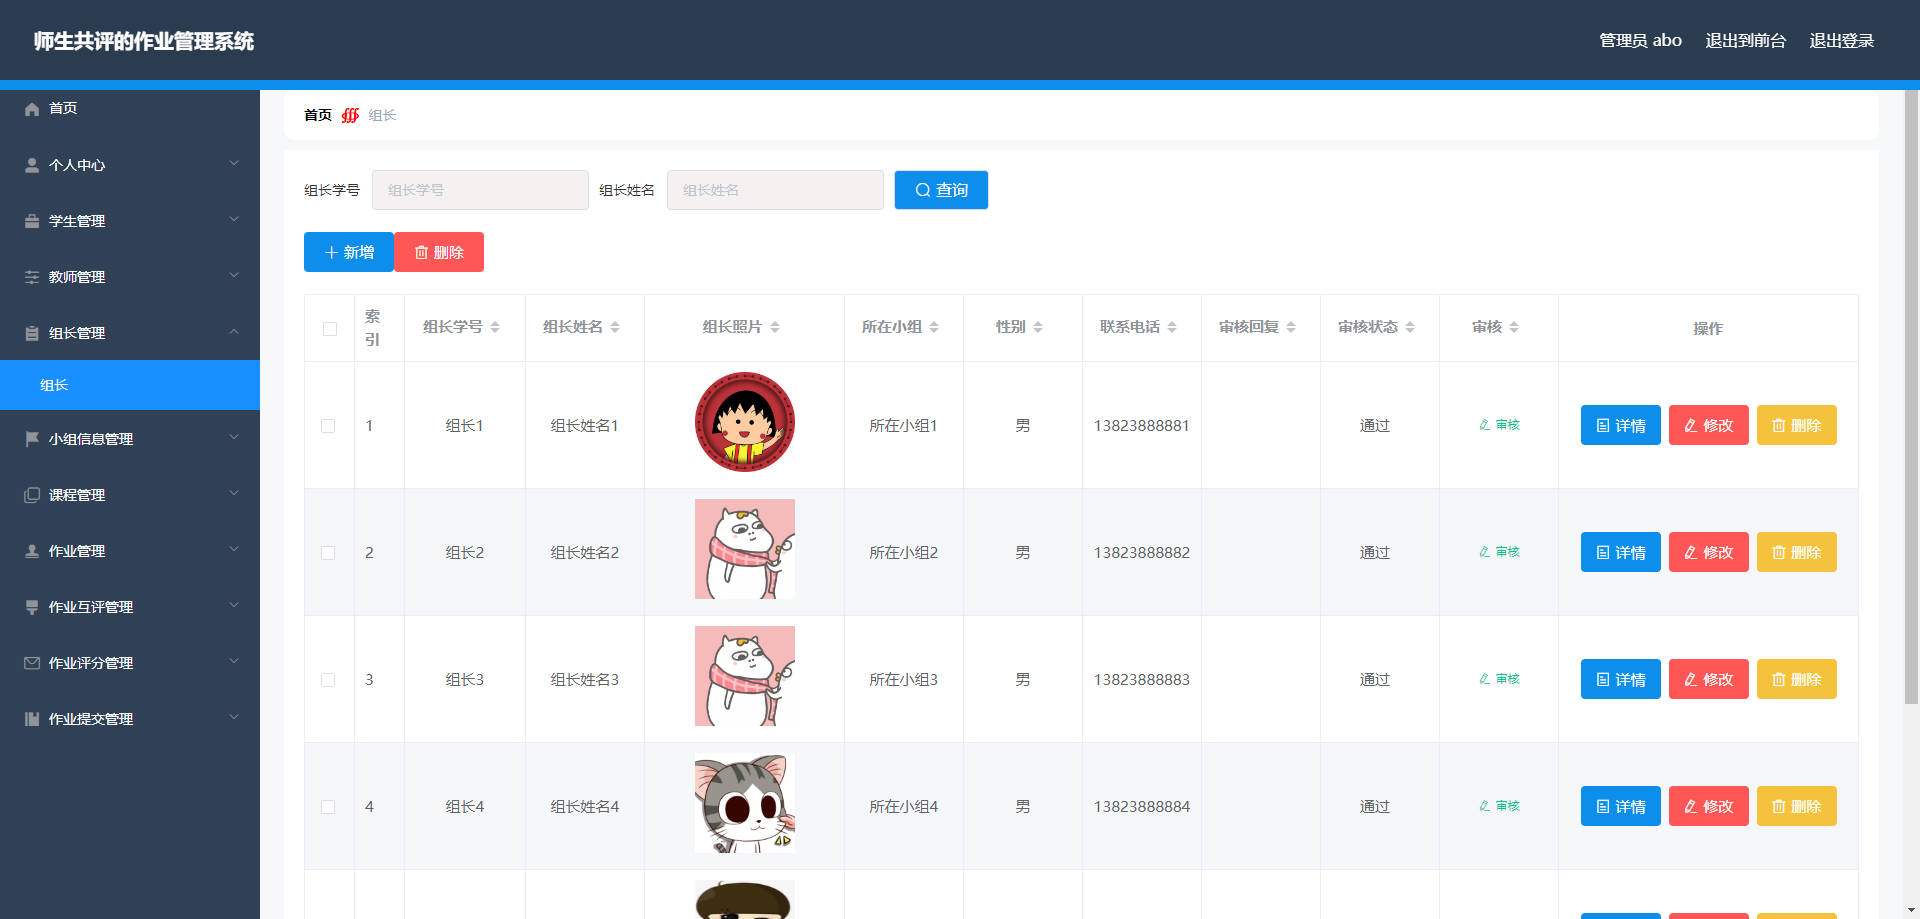 师生共评的作业管理系统
管理员 abo 退出到前台 退出登录
首页
个人中心
学生管理
教师管理
组长管理
组长
小组信息管理
课程管理
作业管理
作业互评管理
作业评分管理
作业提交管理
首页 组长
组长学号 组长学号 组长姓名 组长姓名 查询
新增 删除
索引 组长学号 组长姓名 组长照片 所在小组 性别 联系电话 审核回复 审核状态 审核 操作
1 组长1 组长姓名1 所在小组1 男 13823888881 通过 审核 详情 修改 删除
2 组长2 组长姓名2 所在小组2 男 13823888882 通过 审核 详情 修改 删除
3 组长3 组长姓名3 所在小组3 男 13823888883 通过 审核 详情 修改 删除
4 组长4 组长姓名4 所在小组4 男 13823888884 通过 审核 详情 修改 删除